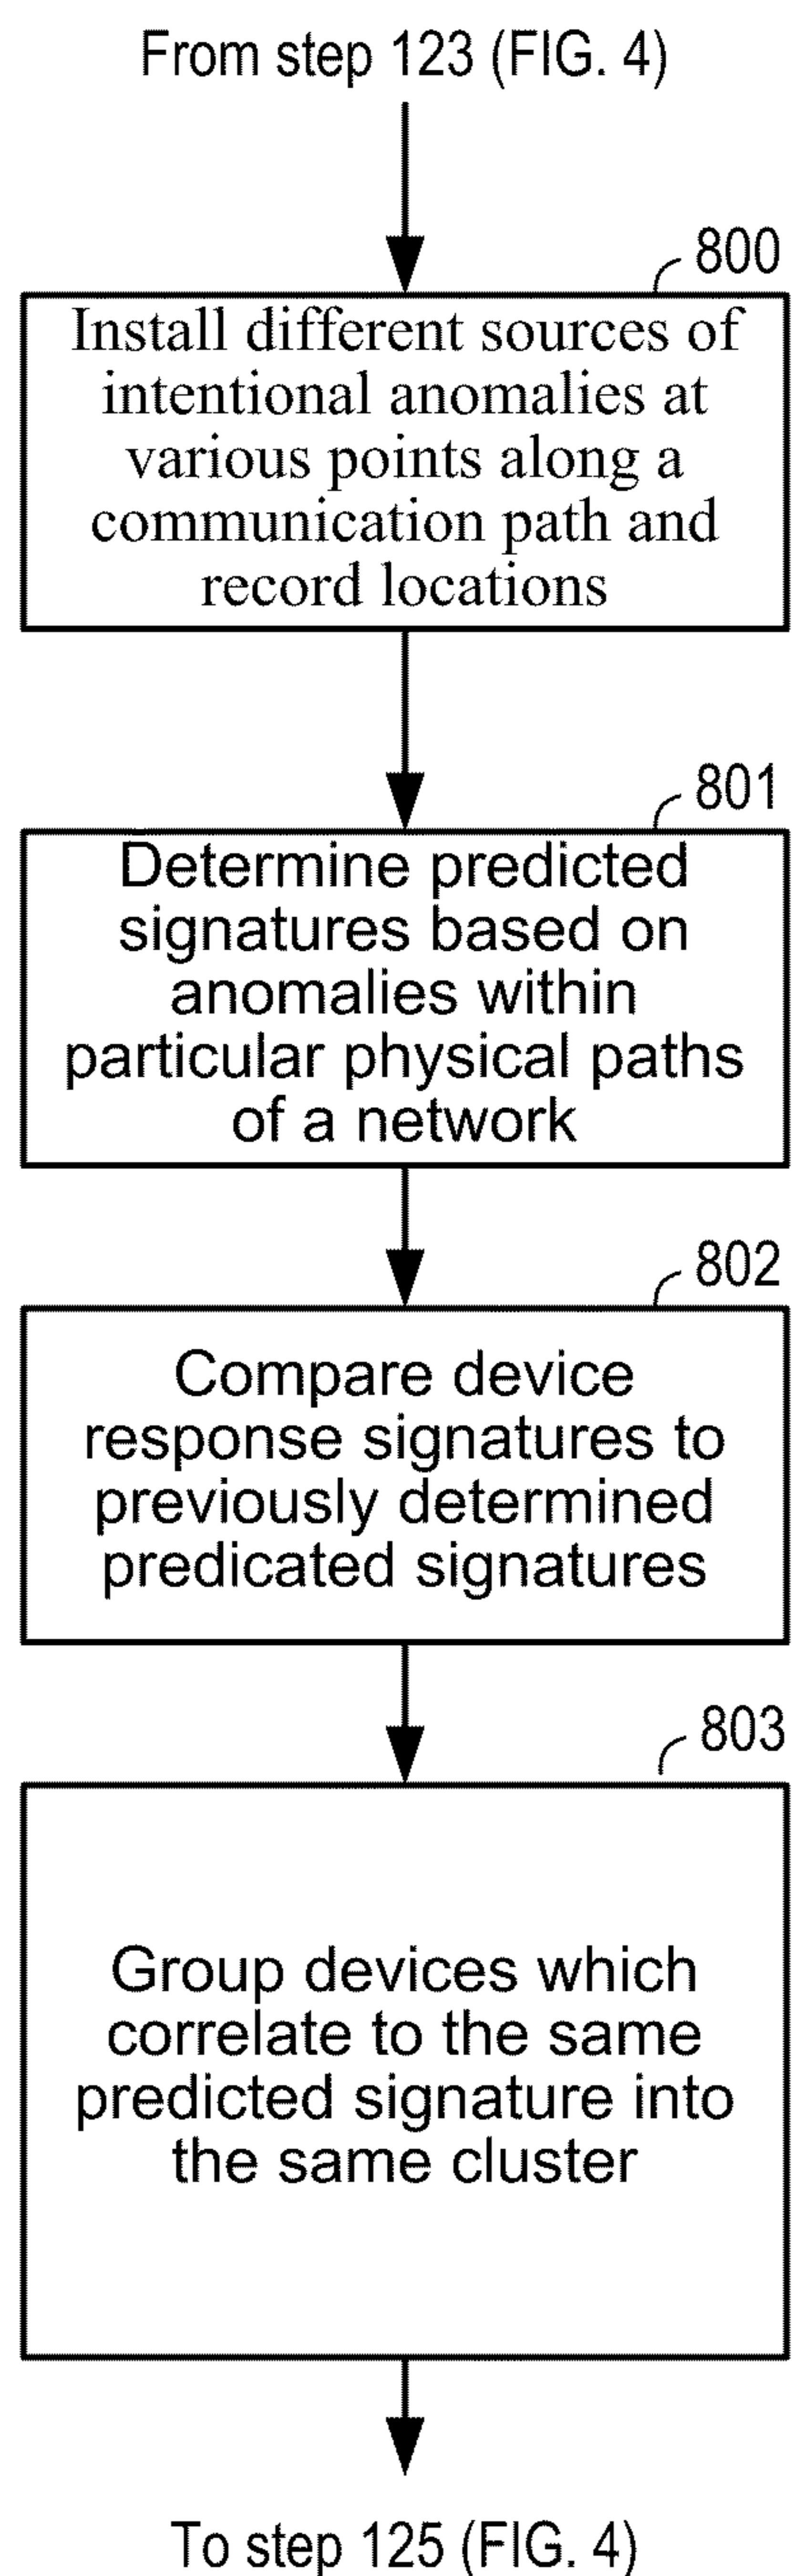 From step 123 (FIG. 4)
800
Install different sources of
intentional anomalies at
various points along a
communication path and
record locations
801
Determine predicted
signatures based on
anomalies within
particular physical paths
of a network
802
Compare device
response signatures to
previously determined
predicated signatures
803
Group devices which
correlate to the same
predicted signature into
the same cluster
To step 125 (FIG. 4)